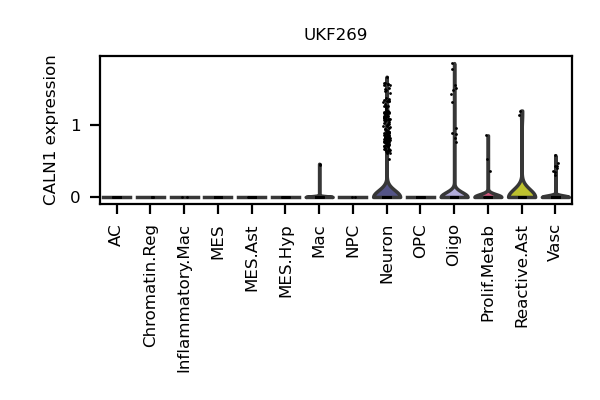 UKF269
CALN1 expression
1
0
AC
Chromatin.Reg
Inflammatory.Mac
MES
MES.Ast
MES.Hyp
Mac
NPC
Neuron
OPC
Oligo
Prolif.Metab
Reactive.Ast
Vasc